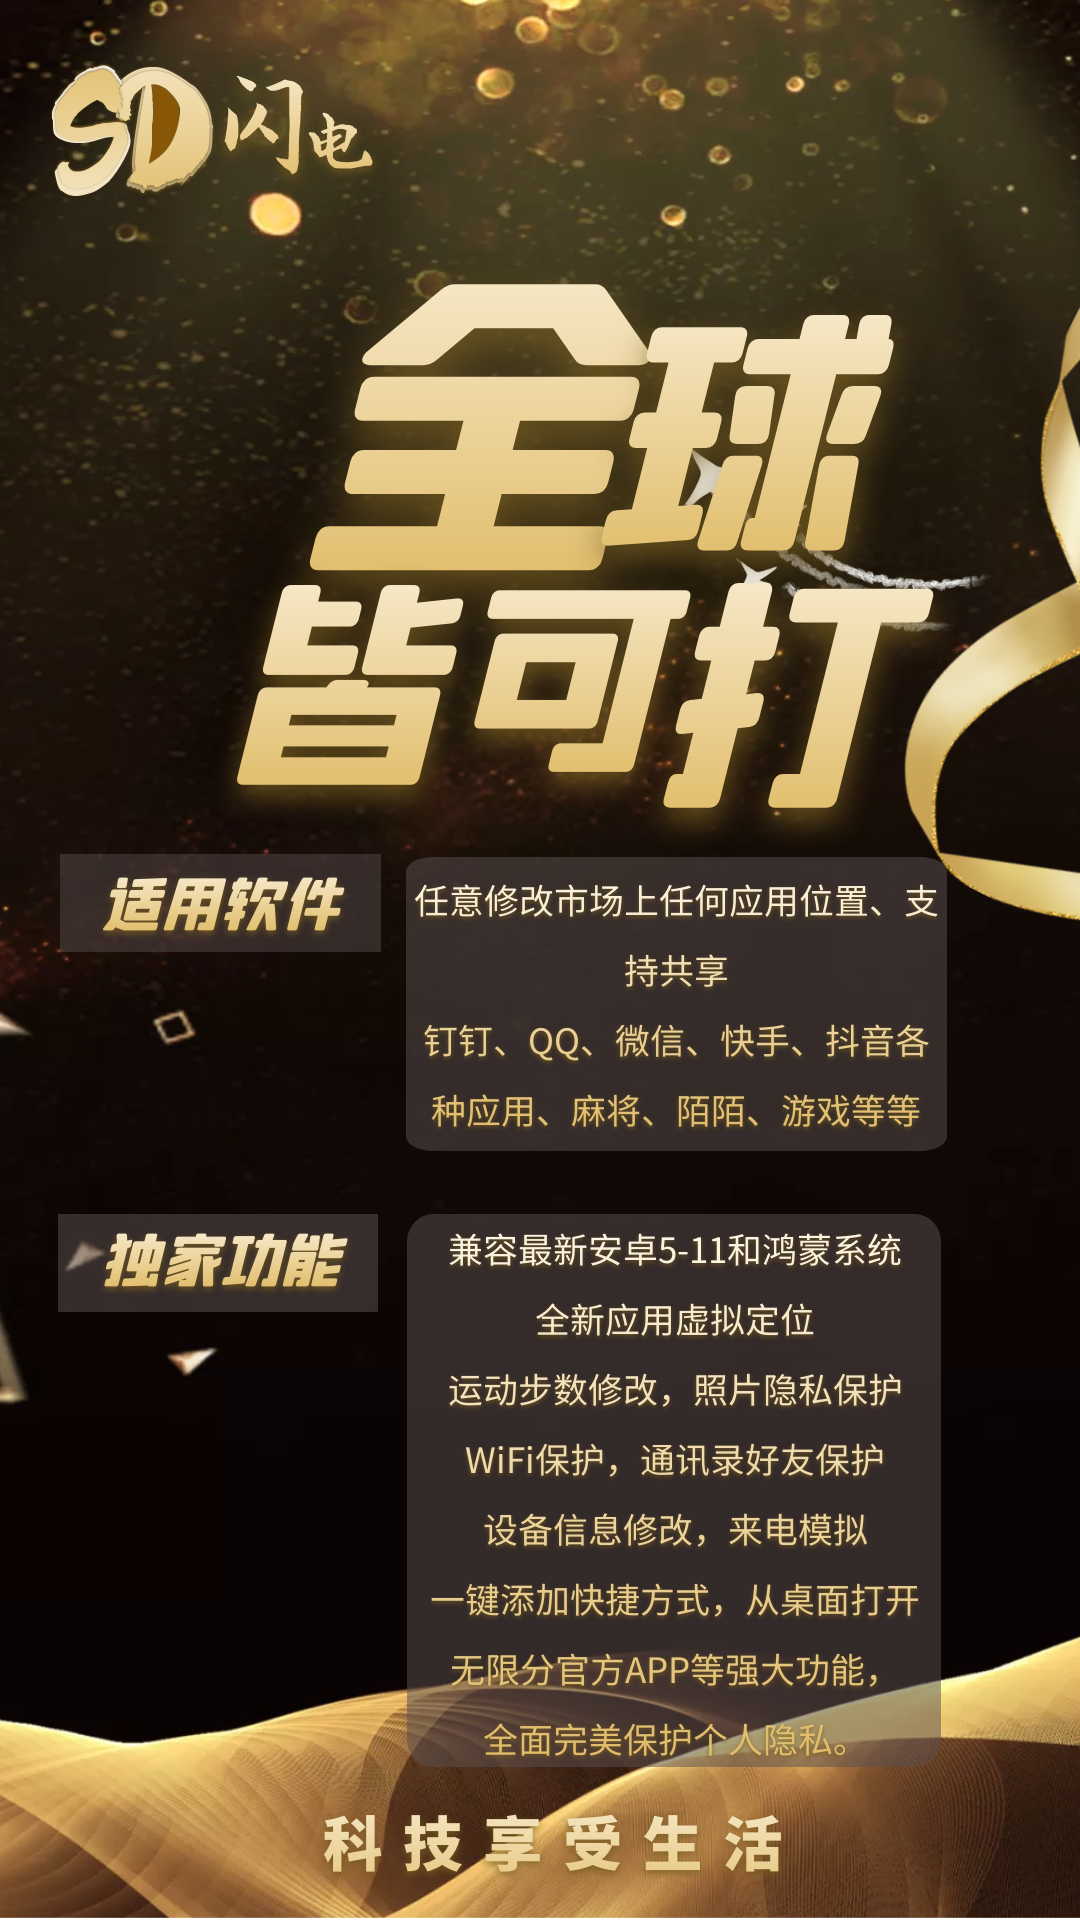 SD闪电
全球
皆可打
适用软件
任意修改市场上任何应用位置、支
持共享
钉钉、QQ、微信、快手、抖音各
种应用、麻将、陌陌、游戏等等
独家功能
兼容最新安卓5-11和鸿蒙系统
全新应用虚拟定位
运动步数修改，照片隐私保护
WiFi保护，通讯录好友保护
设备信息修改，来电模拟
一键添加快捷方式，从桌面打开
无限分官方APP等强大功能，
全面完美保护个人隐私。
科技享受生活